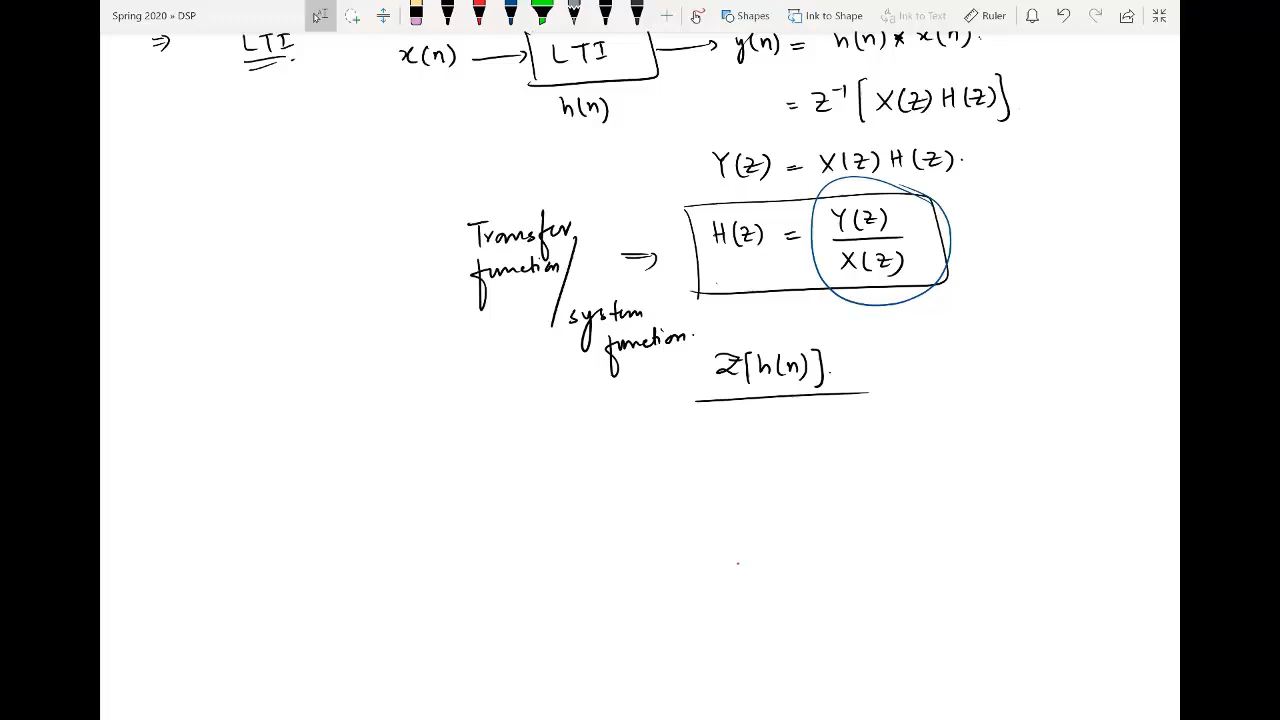 Spring 2020 » DSP
Shapes
Ink to Shape
Ink to Text
Ruler
⇒ LTI
x(n) → LTI → y(n) = h(n) * x(n).
h(n)
= Z⁻¹ [ X(z) H(z) ]
Y(z) = X(z) H(z).
Transfer function / system function. ⇒ H(z) = Y(z) / X(z)
Z[h(n)].